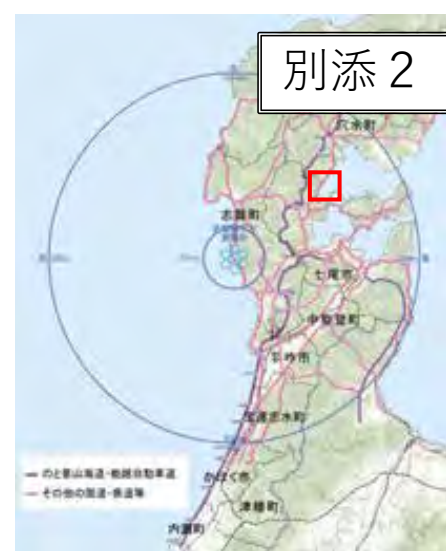 別添２
穴水町
志賀町
七尾市
中能登町
羽咋市
宝達志水町
かほく市
津幡町
内灘町
のと里山海道・能越自動車道
その他の国道・県道等